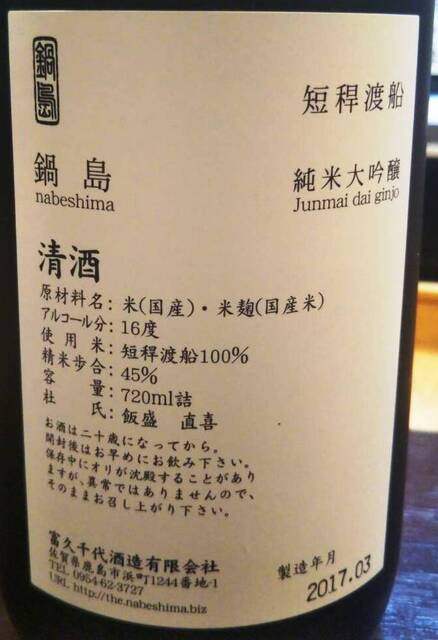 鍋島
短稈渡船
鍋島
nabeshima
純米大吟醸
Junmai dai ginjo
清酒
原材料名：米(国産)・米麹(国産米)
アルコール分：16度
使用米：短稈渡船100%
精米歩合：45%
容量：720ml詰
杜氏：飯盛 直喜
お酒は二十歳になってから。
開封後はお早めにお飲み下さい。
保存中にオリが沈殿することがあり
ますが、異常ではありませんので、
そのままお召し上がり下さい。
富久千代酒造有限会社
佐賀県鹿島市浜町1244番地-1
TEL 0954-62-3727
URL http://the.nabeshima.biz
製造年月
2017.03